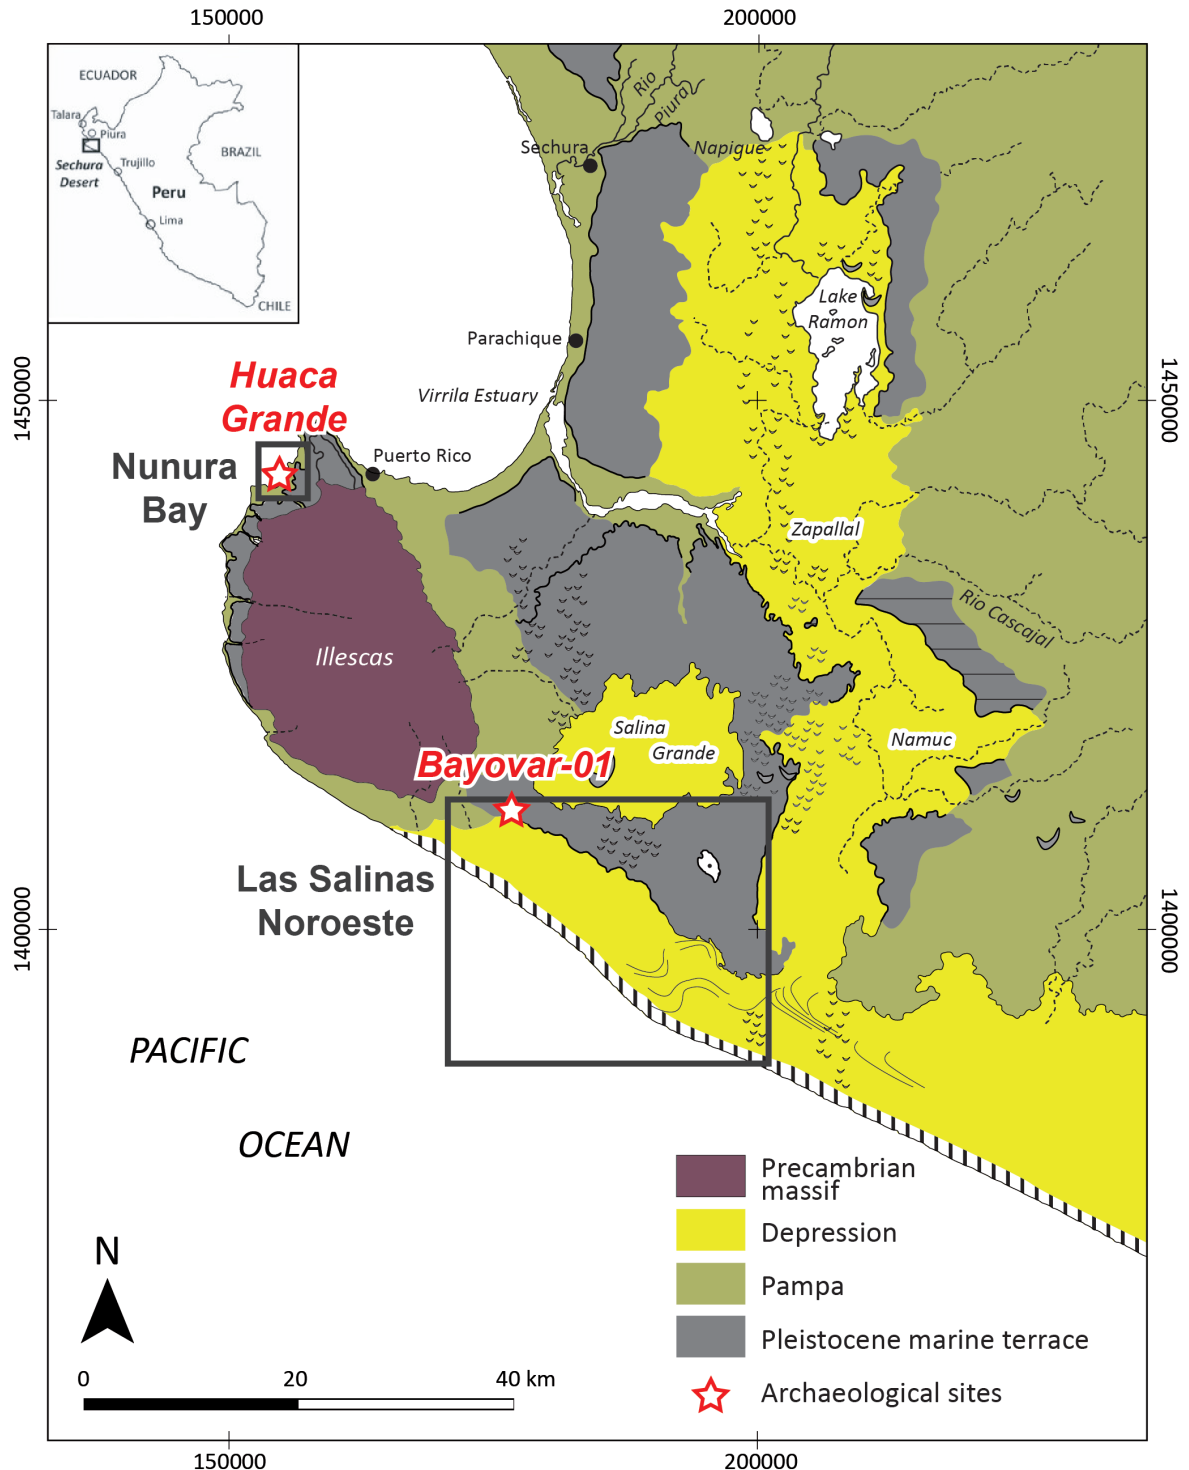 150000
200000
ECUADOR
Talara
Piura
BRAZIL
Sechura
Desert
Trujillo
Peru
Lima
CHILE
Rio
Piura
Sechura
Napique
Lake
Ramon
Parachique
Virrila Estuary
1450000
1450000
Huaca
Grande
Nunura
Bay
Puerto Rico
Zapallal
Rio Cascajal
Illescas
Salina
Grande
Namuc
Bayovar-01
Las Salinas
Noroeste
1400000
1400000
PACIFIC
OCEAN
Precambrian
massif
Depression
Pampa
Pleistocene marine terrace
Archaeological sites
N
0
20
40 km
150000
200000